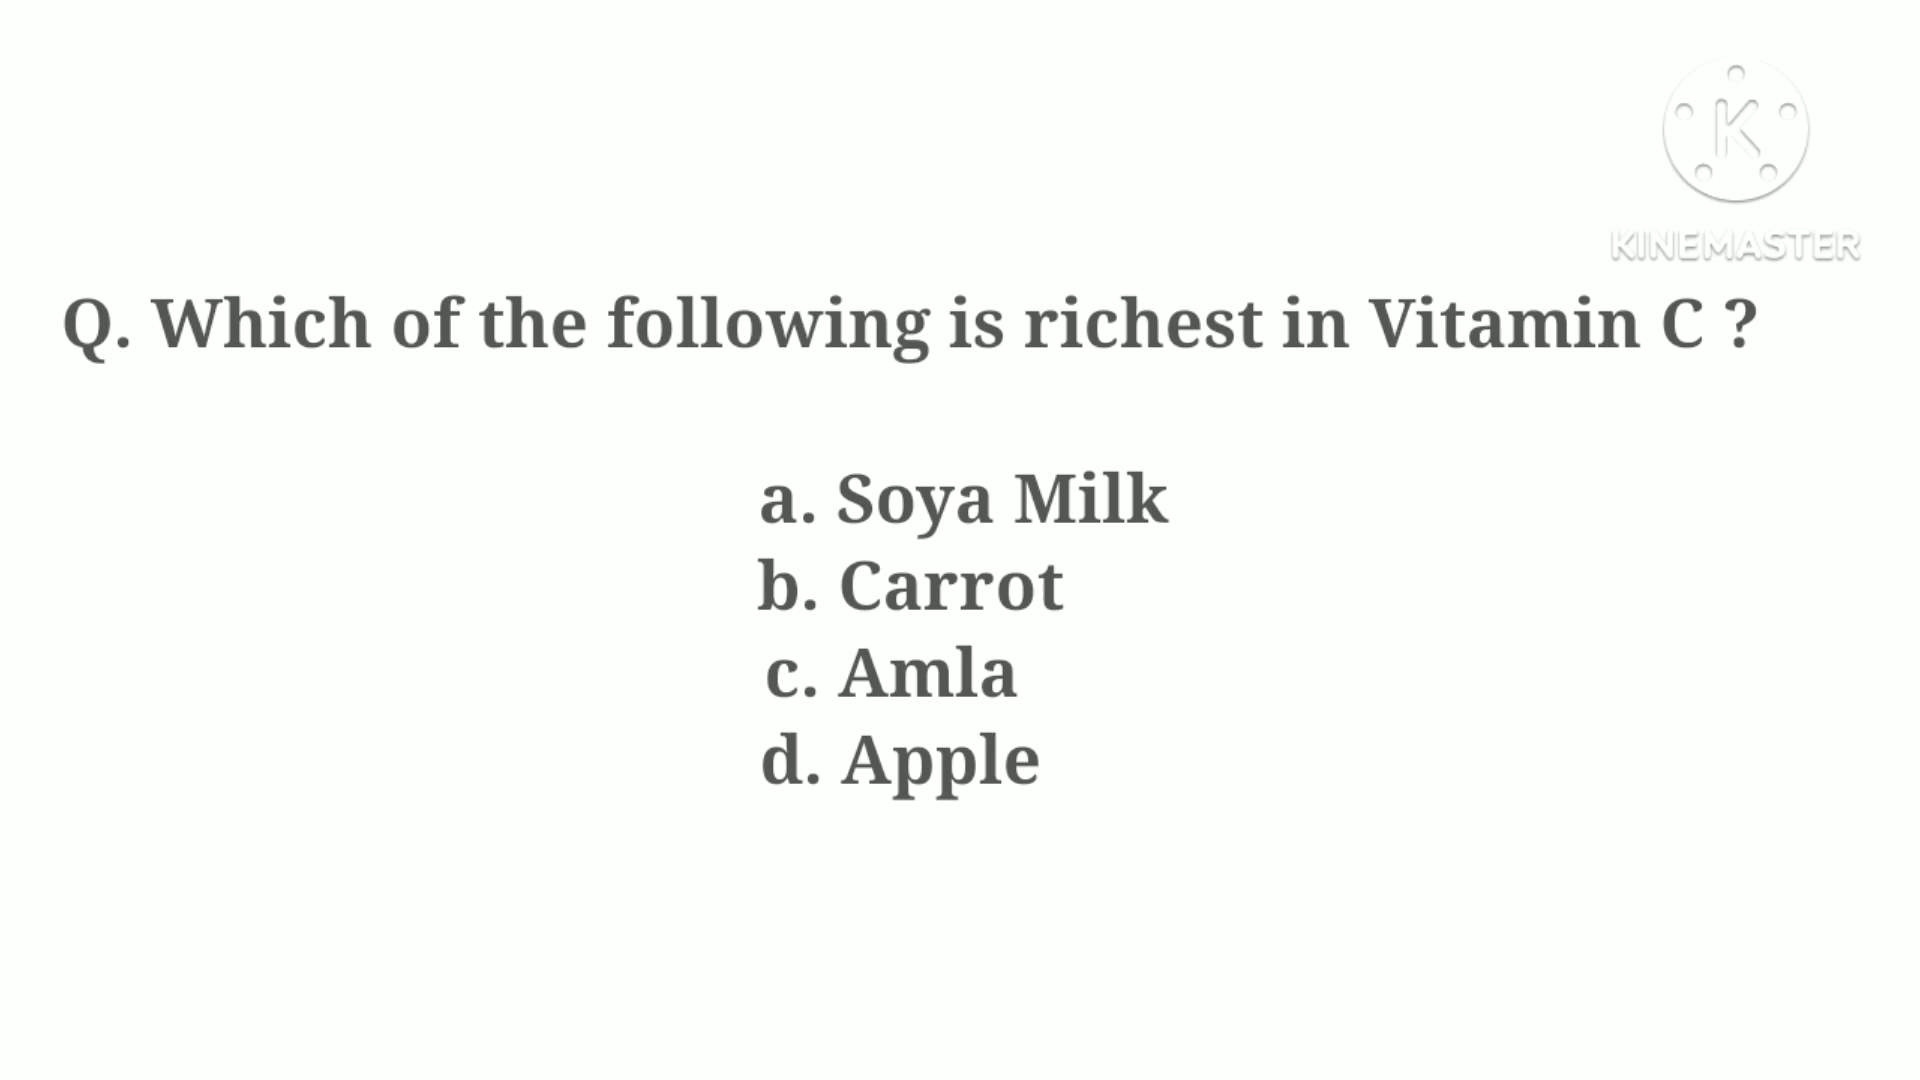 K
KINEMASTER
Q. Which of the following is richest in Vitamin C ?
a. Soya Milk
b. Carrot
c. Amla
d. Apple